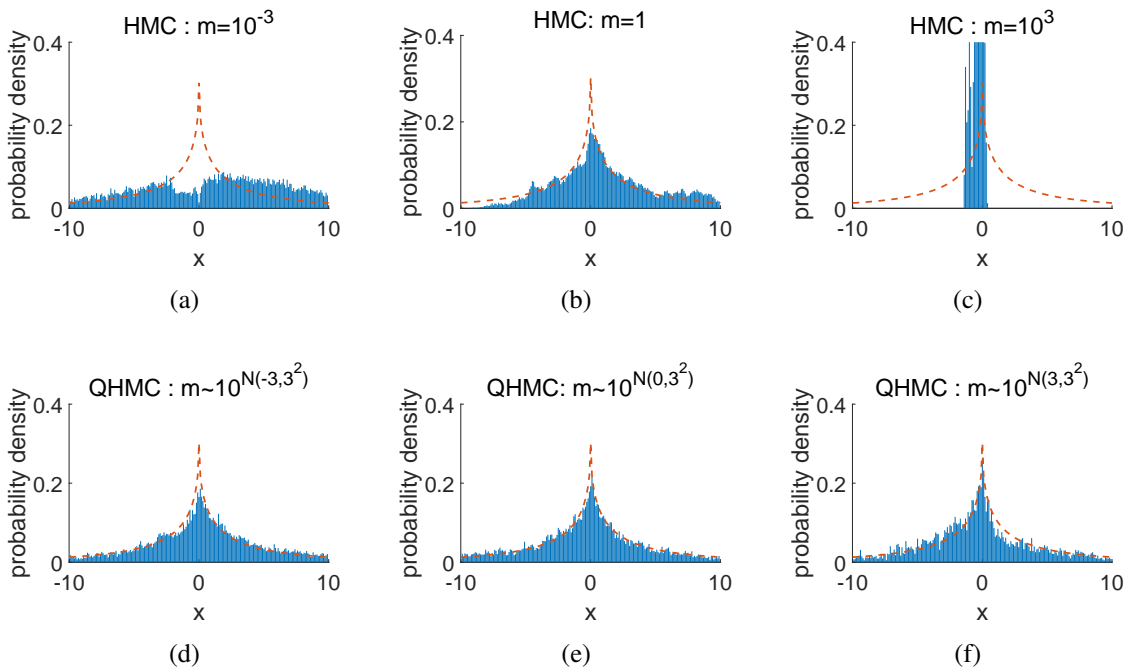 HMC : m=10^-3
probability density
0.4
0.2
0
-10
0
10
x
(a)
HMC: m=1
probability density
0.4
0.2
0
-10
0
10
x
(b)
HMC : m=10^3
probability density
0.4
0.2
0
-10
0
10
x
(c)
QHMC : m~10^N(-3,3^2)
probability density
0.4
0.2
0
-10
0
10
x
(d)
QHMC: m~10^N(0,3^2)
probability density
0.4
0.2
0
-10
0
10
x
(e)
QHMC : m~10^N(3,3^2)
probability density
0.4
0.2
0
-10
0
10
x
(f)